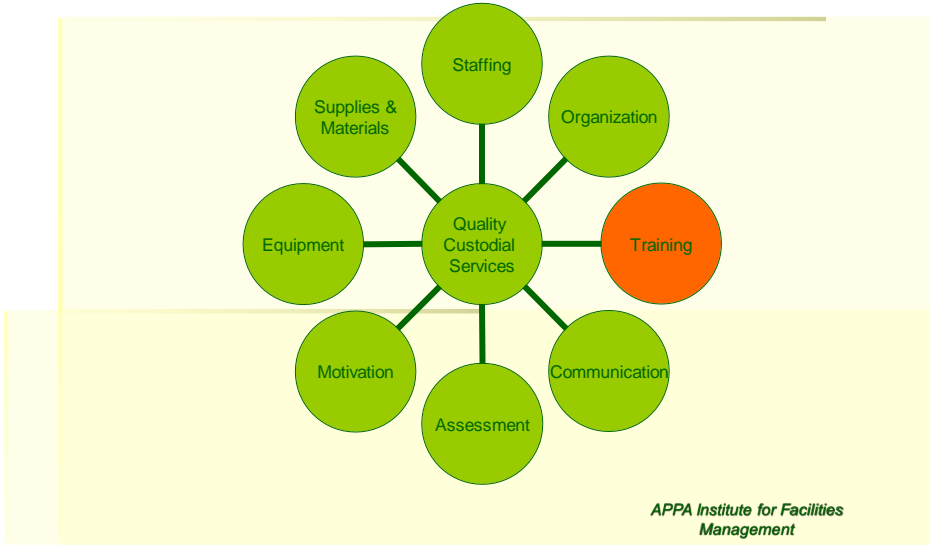 Staffing
Supplies &
Materials
Organization
Quality
Custodial
Services
Equipment
Training
Motivation
Communication
Assessment
APPA Institute for Facilities
Management